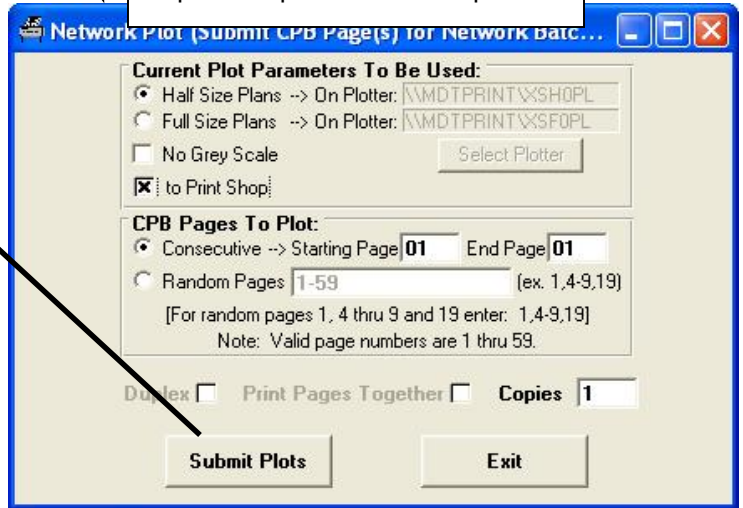 Network Plot (Submit CPB Page(s) for Network Batc...
Current Plot Parameters To Be Used:
Half Size Plans --> On Plotter: \\MDTPRINT\XSH0PL
Full Size Plans --> On Plotter: \\MDTPRINT\XSF0PL
No Grey Scale
Select Plotter
to Print Shop
CPB Pages To Plot:
Consecutive --> Starting Page 01 End Page 01
Random Pages 1-59 (ex. 1,4-9,19)
[For random pages 1, 4 thru 9 and 19 enter: 1,4-9,19]
Note: Valid page numbers are 1 thru 59.
Duplex Print Pages Together Copies 1
Submit Plots Exit